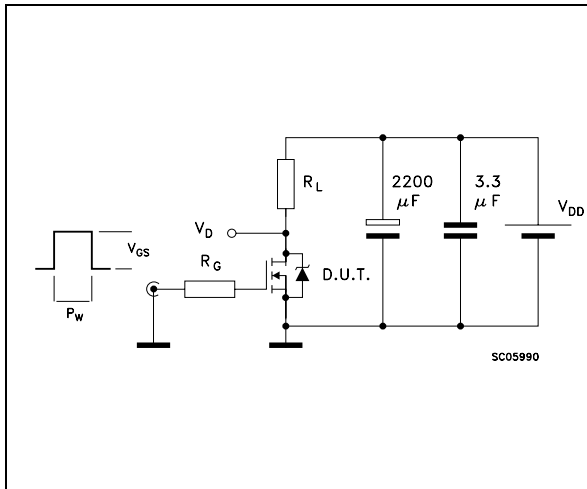 R_L
2200 μF
3.3 μF
V_DD
V_D
V_GS
R_G
D.U.T.
P_W
SC05990